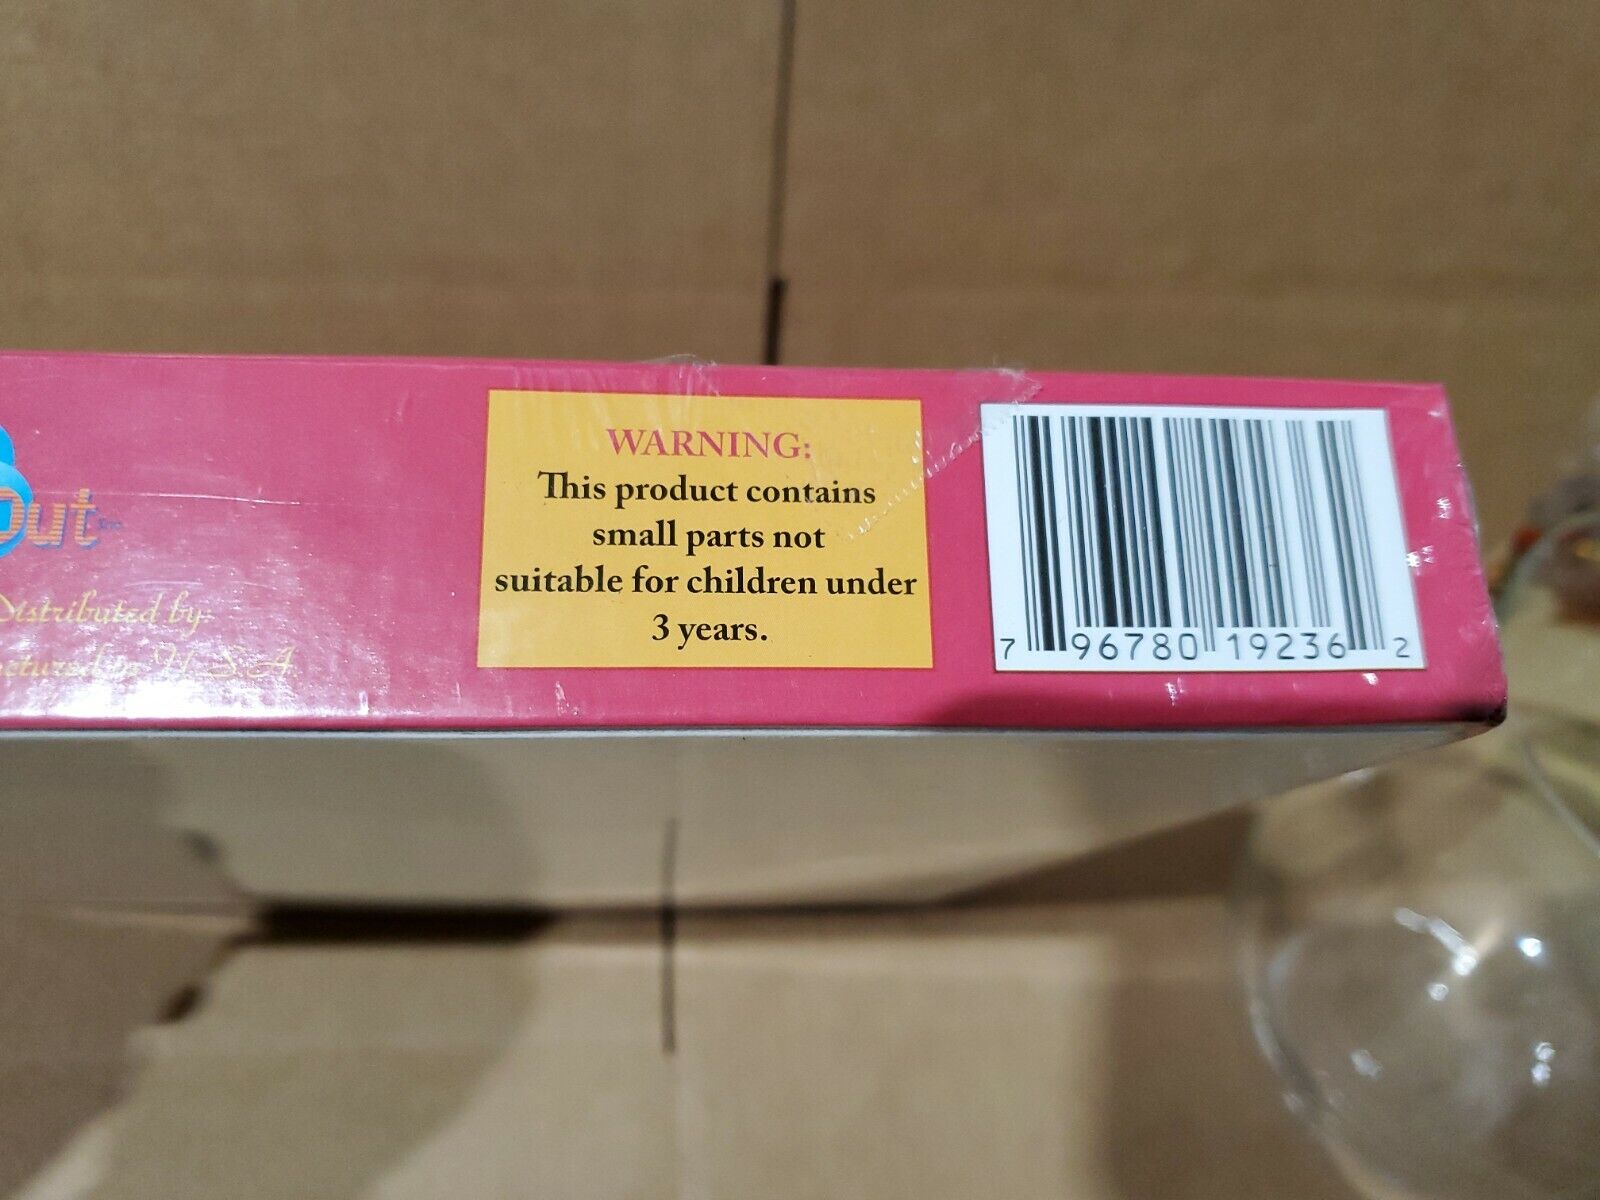 out
Distributed by:
U.S.A.
WARNING:
This product contains
small parts not
suitable for children under
3 years.
7 96780 19236 2